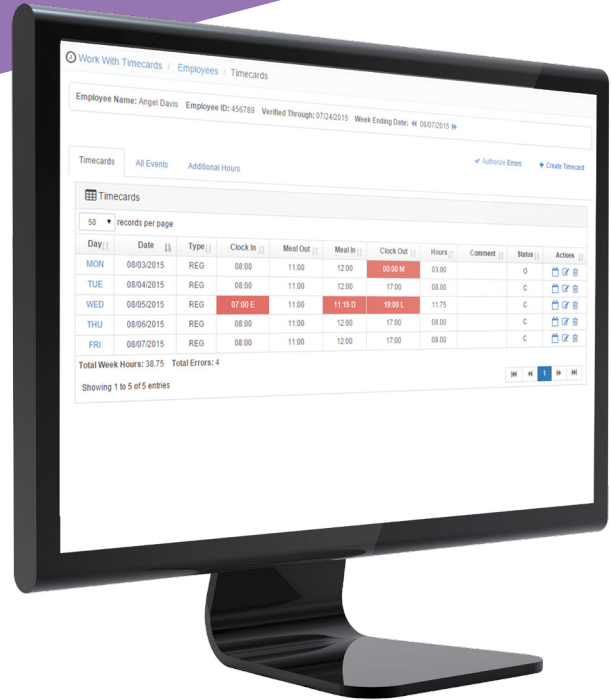 Work With Timecards / Employees / Timecards
Employee Name: Angel Davis Employee ID: 456789 Verified Through: 07/24/2015 Week Ending Date: 08/07/2015
Timecards All Events Additional Hours Authorize Errors + Create Timecard
Timecards
50 records per page
Day Date Type Clock In Meal Out Meal In Clock Out Hours Comment Status Actions
MON 08/03/2015 REG 08:00 11:00 12:00 00:00 M 03.00 O
TUE 08/04/2015 REG 08:00 11:00 12:00 17:00 08.00 C
WED 08/05/2015 REG 07:00 E 11:00 11:15 D 19:00 L 11.75 C
THU 08/06/2015 REG 08:00 11:00 12:00 17:00 08.00 C
FRI 08/07/2015 REG 08:00 11:00 12:00 17:00 08.00 C
Total Week Hours: 38.75 Total Errors: 4
Showing 1 to 5 of 5 entries 1